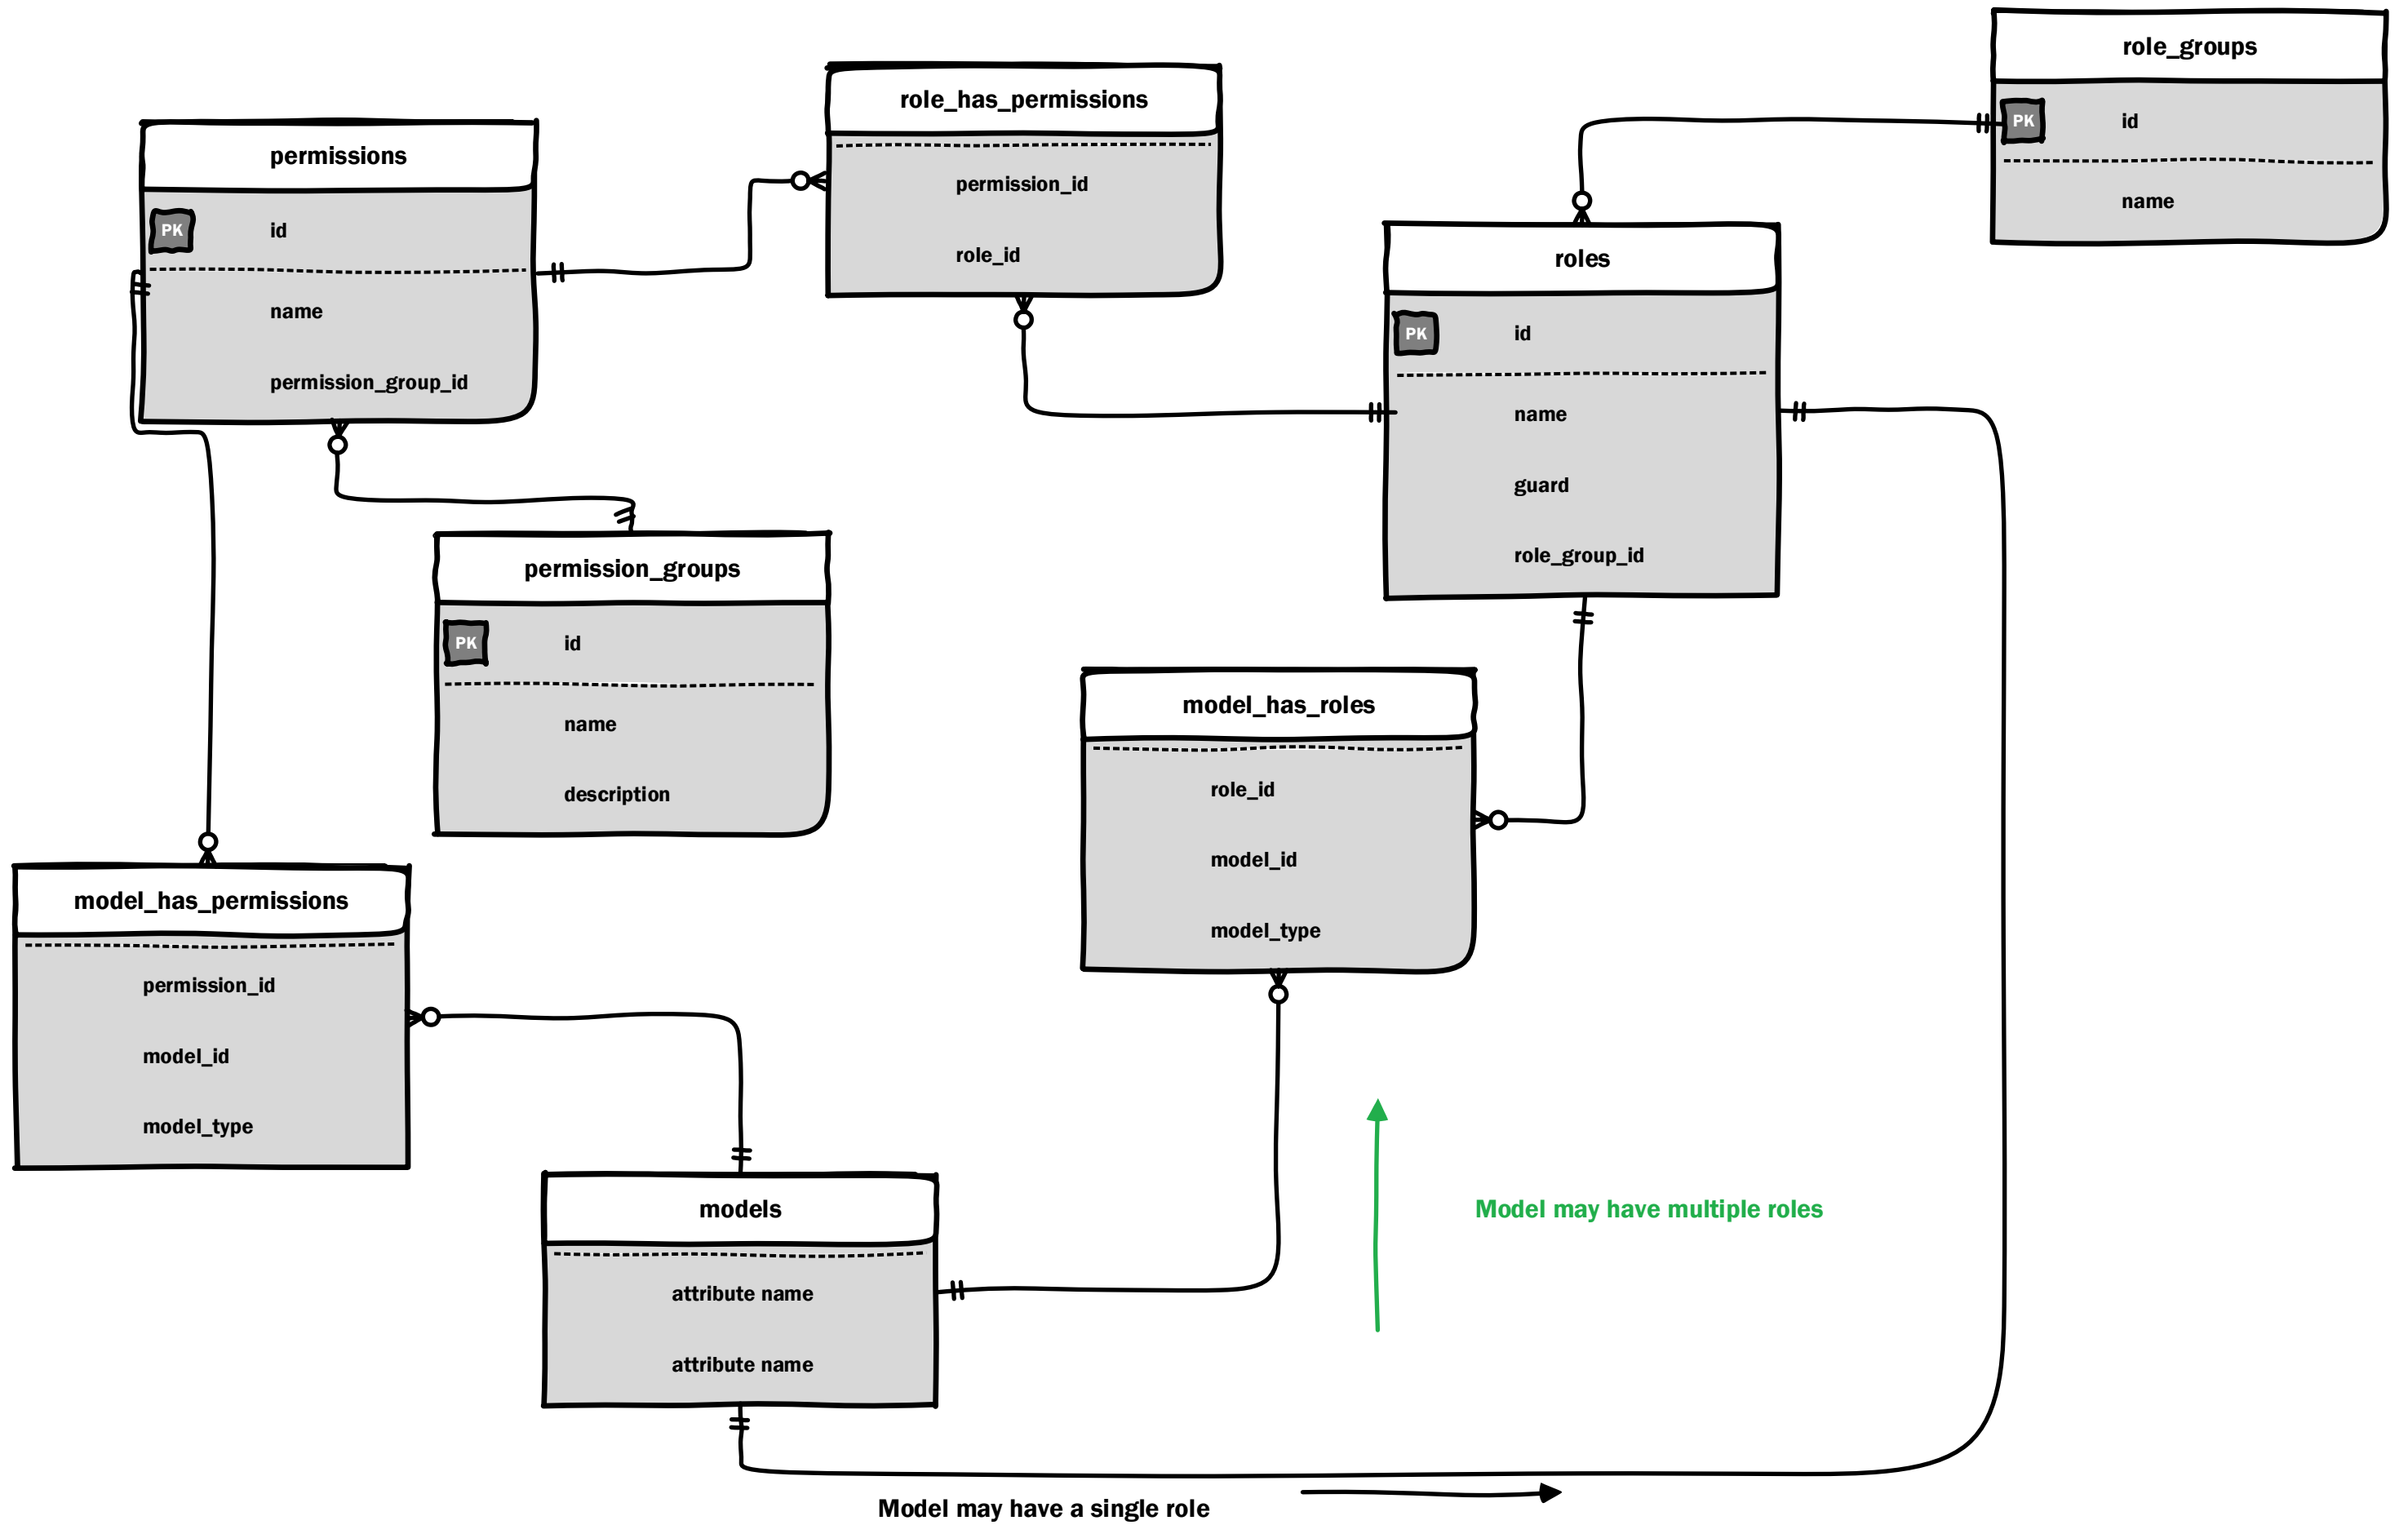 role_groups
PK
id
name
role_has_permissions
permission_id
role_id
permissions
PK
id
name
permission_group_id
roles
PK
id
name
guard
role_group_id
permission_groups
PK
id
name
description
model_has_roles
role_id
model_id
model_type
model_has_permissions
permission_id
model_id
model_type
models
attribute name
attribute name
Model may have multiple roles
Model may have a single role